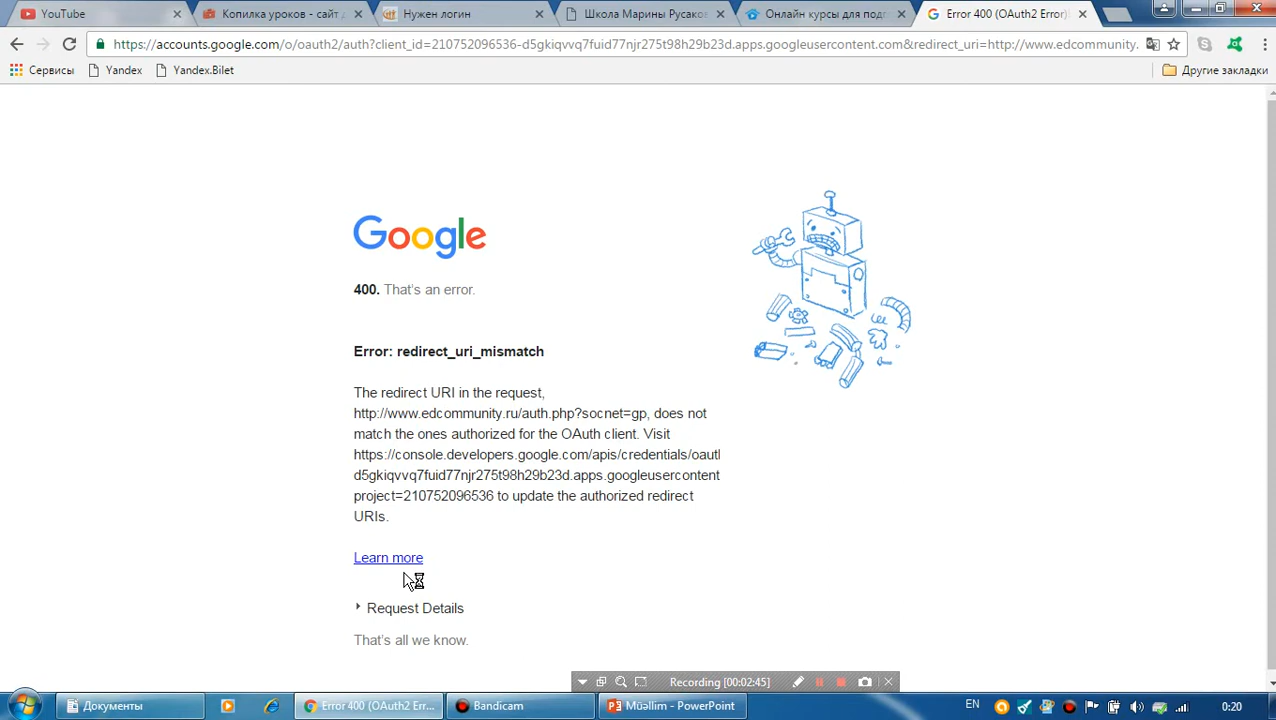 YouTube
Копилка уроков - сайт д
Нужен логин
Школа Марины Русаков
Онлайн курсы для подг
Error 400 (OAuth2 Error)
https://accounts.google.com/o/oauth2/auth?client_id=210752096536-d5gkiqvvq7fuid77njr275t98h29b23d.apps.googleusercontent.com&redirect_uri=http://www.edcommunity.
Сервисы
Yandex
Yandex.Bilet
Другие закладки
Google
400. That's an error.
Error: redirect_uri_mismatch
The redirect URI in the request,
http://www.edcommunity.ru/auth.php?socnet=gp, does not
match the ones authorized for the OAuth client. Visit
https://console.developers.google.com/apis/credentials/oautl
d5gkiqvvq7fuid77njr275t98h29b23d.apps.googleusercontent
project=210752096536 to update the authorized redirect
URIs.
Learn more
Request Details
That's all we know.
Recording [00:02:45]
Документы
Error 400 (OAuth2 Err...
Bandicam
Müəllim - PowerPoint
EN
0:20